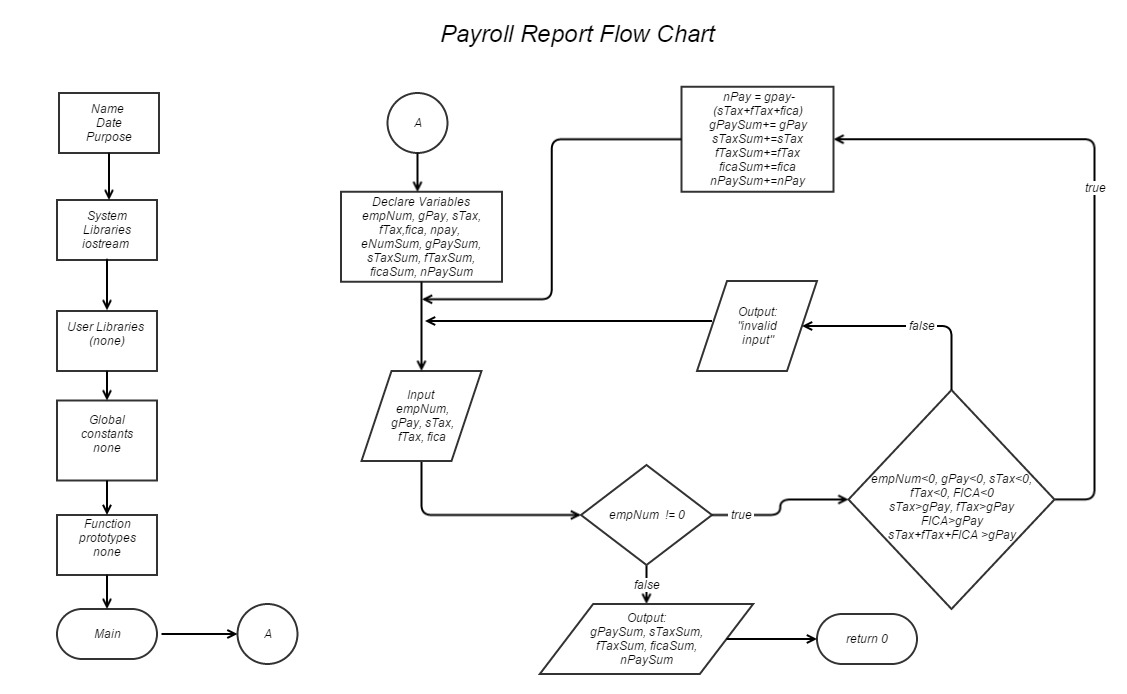 Payroll Report Flow Chart
Name
Date
Purpose
System
Libraries
iostream
User Libraries
(none)
Global
constants
none
Function
prototypes
none
Main
A
A
Declare Variables
empNum, gPay, sTax,
fTax,fica, npay,
eNumSum, gPaySum,
sTaxSum, fTaxSum,
ficaSum, nPaySum
Input
empNum,
gPay, sTax,
fTax, fica
empNum != 0
true
false
Output:
gPaySum, sTaxSum,
fTaxSum, ficaSum,
nPaySum
return 0
empNum<0, gPay<0, sTax<0,
fTax<0, FICA<0
sTax>gPay, fTax>gPay
FICA>gPay
sTax+fTax+FICA >gPay
false
Output:
"invalid
input"
true
nPay = gpay-
(sTax+fTax+fica)
gPaySum+= gPay
sTaxSum+=sTax
fTaxSum+=fTax
ficaSum+=fica
nPaySum+=nPay